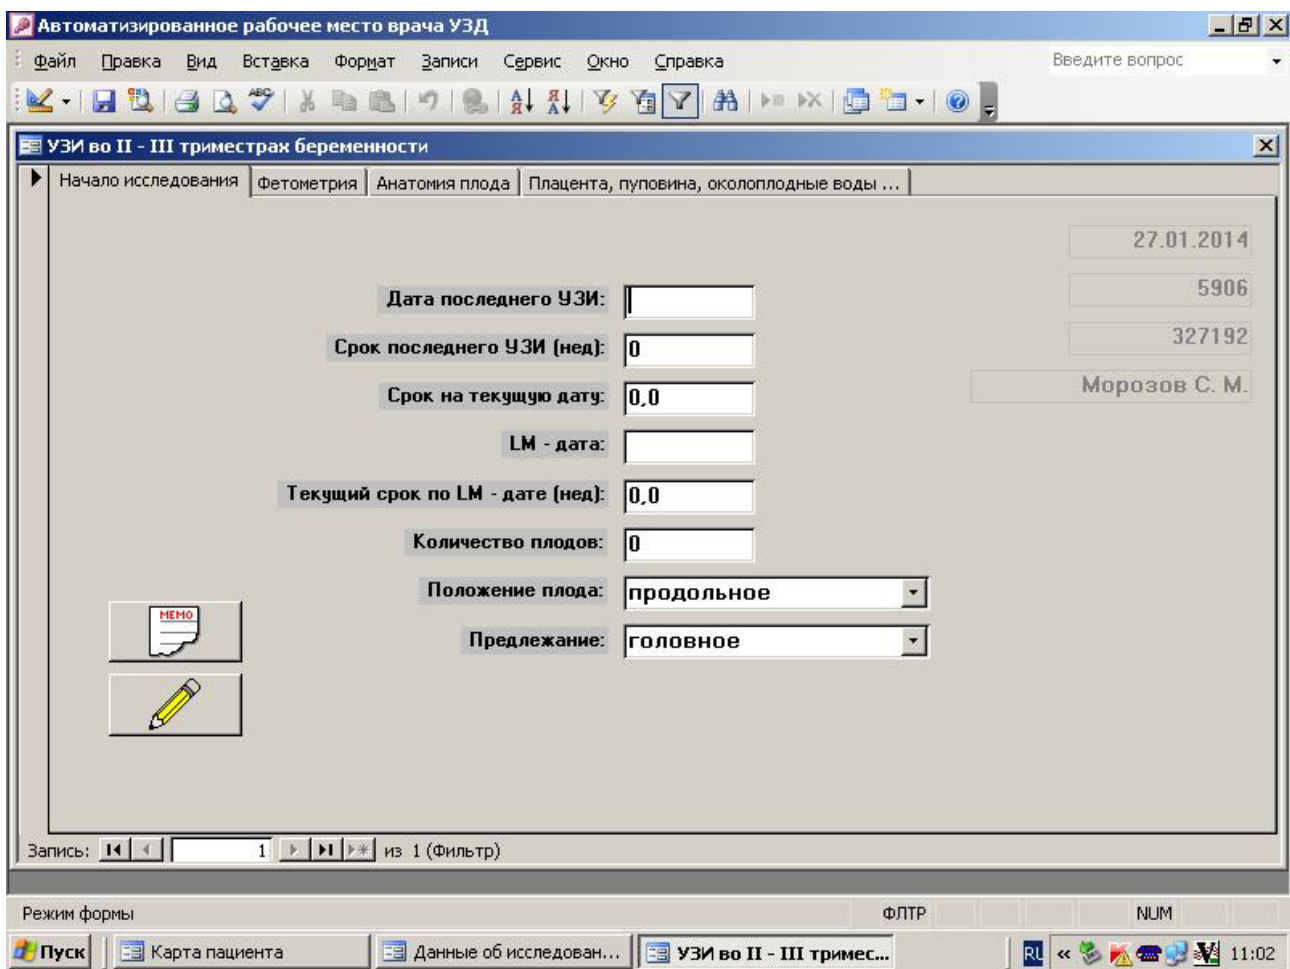 Автоматизированное рабочее место врача УЗД
Файл Правка Вид Вставка Формат Записи Сервис Окно Справка Введите вопрос
УЗИ во II - III триместрах беременности
Начало исследования Фетометрия Анатомия плода Плацента, пуповина, околоплодные воды ...
27.01.2014
Дата последнего УЗИ: 5906
Срок последнего УЗИ (нед): 0 327192
Срок на текущую дату: 0,0 Морозов С. М.
LM - дата:
Текущий срок по LM - дате (нед): 0,0
Количество плодов: 0
Положение плода: продольное
MEMO
Предлежание: головное
Запись: 1 из 1 (Фильтр)
Режим формы ФЛТР NUM
Пуск Карта пациента Данные об исследован... УЗИ во II - III тримес... RU « 11:02